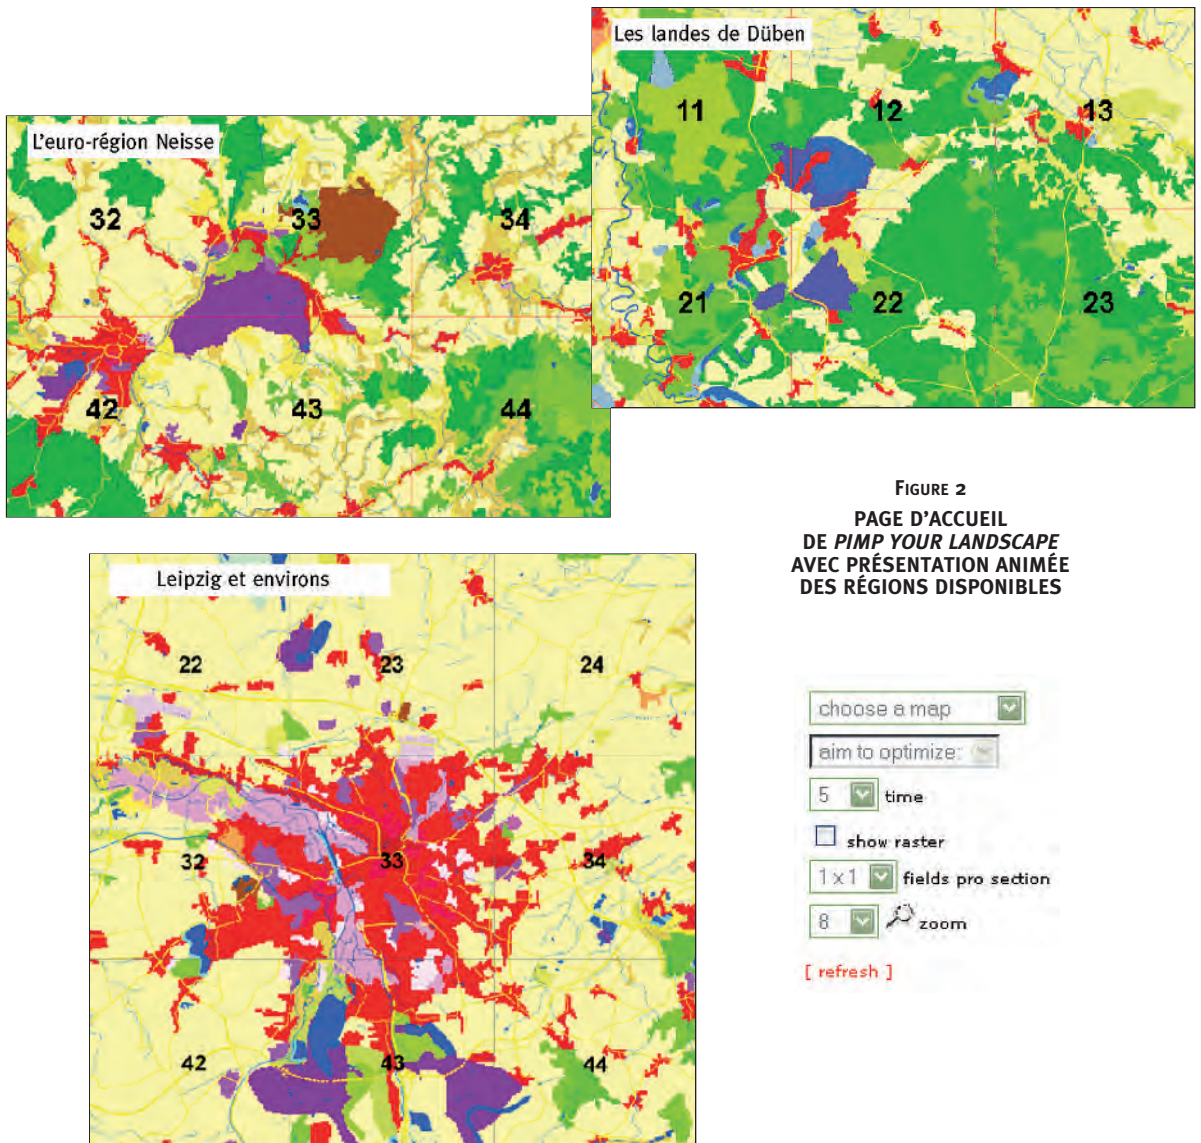 Les landes de Düben
11
12
13
21
22
23
L'euro-région Neisse
32
33
34
42
43
44
FIGURE 2
PAGE D'ACCUEIL
DE PIMP YOUR LANDSCAPE
AVEC PRÉSENTATION ANIMÉE
DES RÉGIONS DISPONIBLES
Leipzig et environs
22
23
24
32
33
34
42
43
44
choose a map
aim to optimize:
5 time
show raster
1 x 1 fields pro section
8 zoom
[ refresh ]